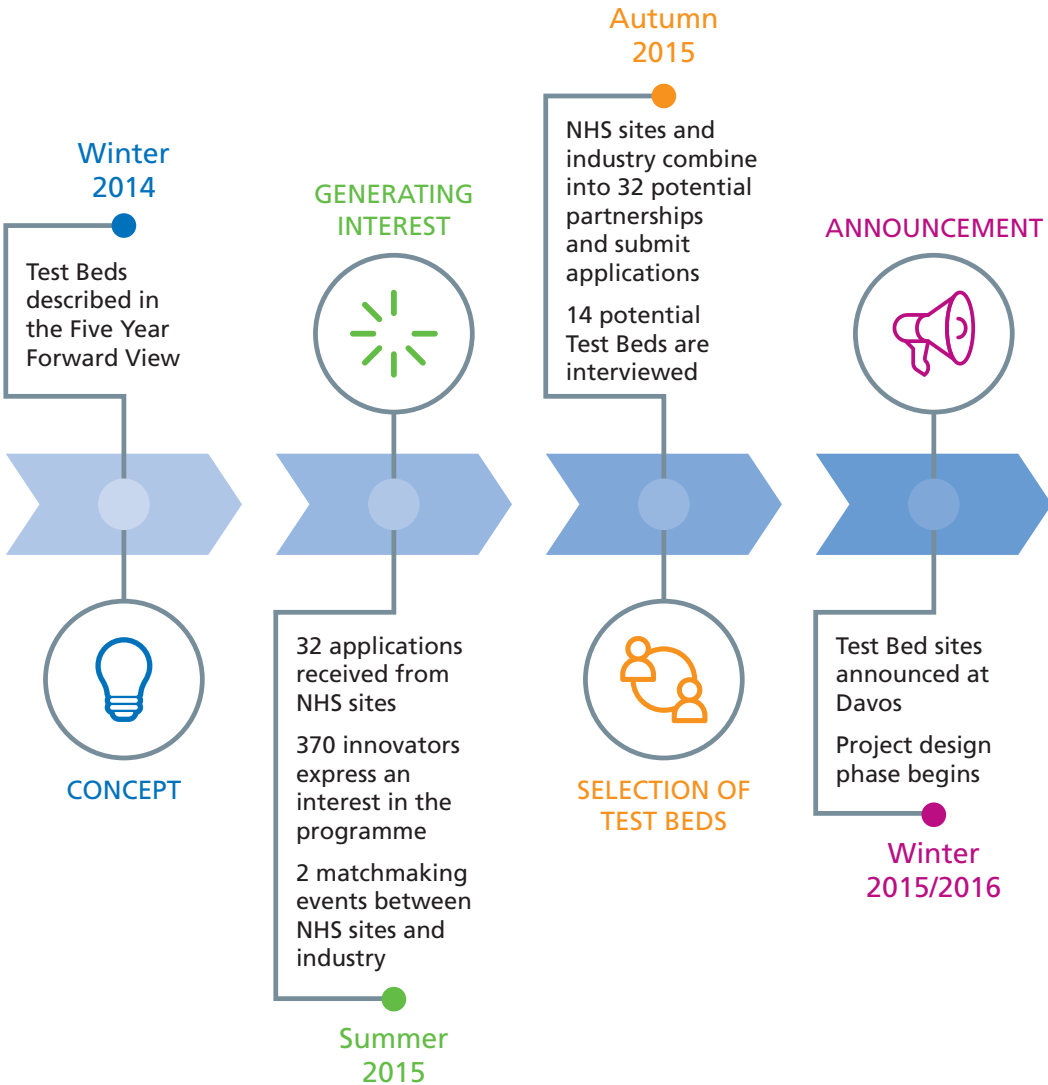 Winter
2014
Test Beds
described in
the Five Year
Forward View
CONCEPT
GENERATING
INTEREST
32 applications
received from
NHS sites
370 innovators
express an
interest in the
programme
2 matchmaking
events between
NHS sites and
industry
Summer
2015
Autumn
2015
NHS sites and
industry combine
into 32 potential
partnerships
and submit
applications
14 potential
Test Beds are
interviewed
SELECTION OF
TEST BEDS
ANNOUNCEMENT
Test Bed sites
announced at
Davos
Project design
phase begins
Winter
2015/2016